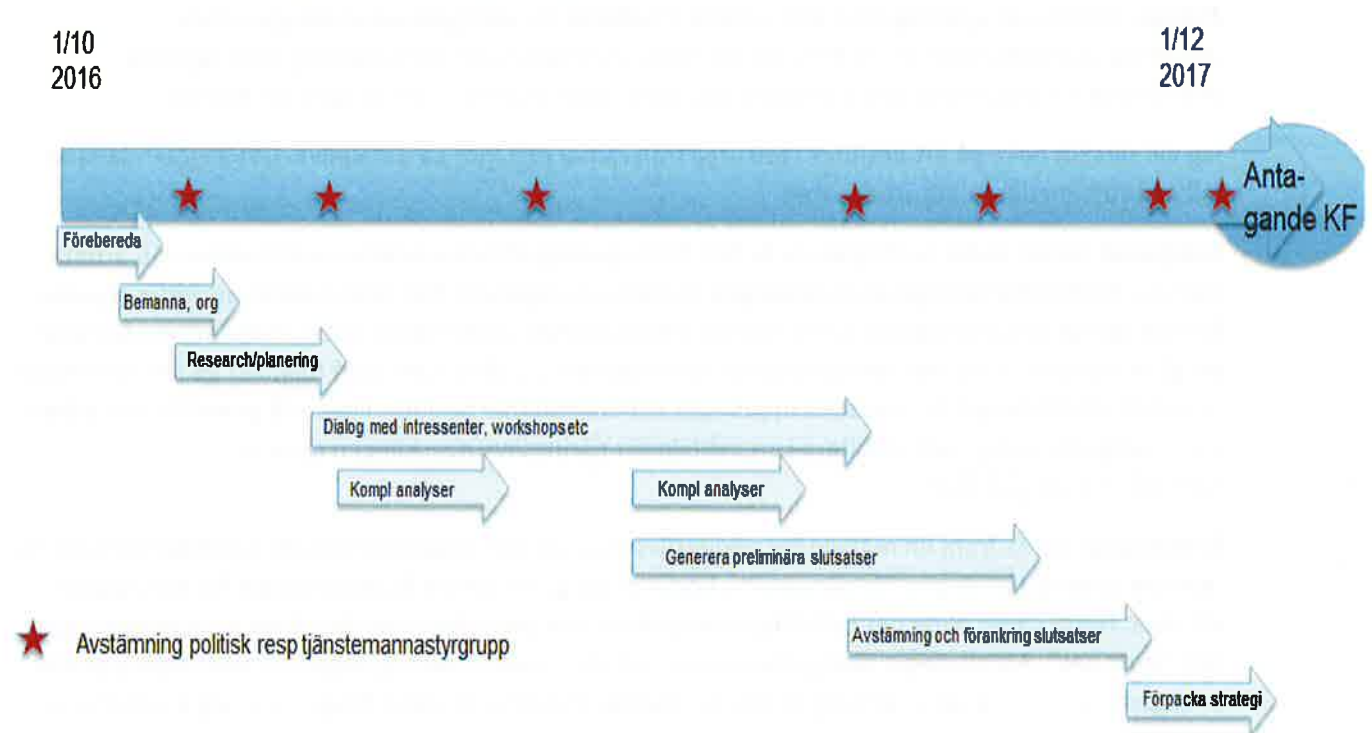 1/10
2016
1/12
2017
Anta-
gande KF
Förebereda
Bemanna, org
Research/planering
Dialog med intressenter, workshops etc
Kompl analyser
Kompl analyser
Generera preliminära slutsatser
Avstämning och förankring slutsatser
Avstämning politisk resp tjänstemannastyrgrupp
Förpacka strategi